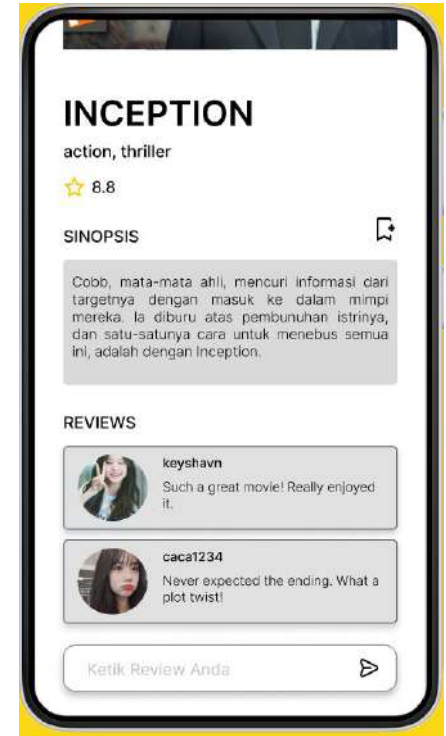 INCEPTION
action, thriller
8.8
SINOPSIS
Cobb, mata-mata ahli, mencuri informasi dari
targetnya dengan masuk ke dalam mimpi
mereka. Ia diburu atas pembunuhan istrinya,
dan satu-satunya cara untuk menebus semua
ini, adalah dengan Inception.
REVIEWS
keyshavn
Such a great movie! Really enjoyed
it.
caca1234
Never expected the ending. What a
plot twist!
Ketik Review Anda